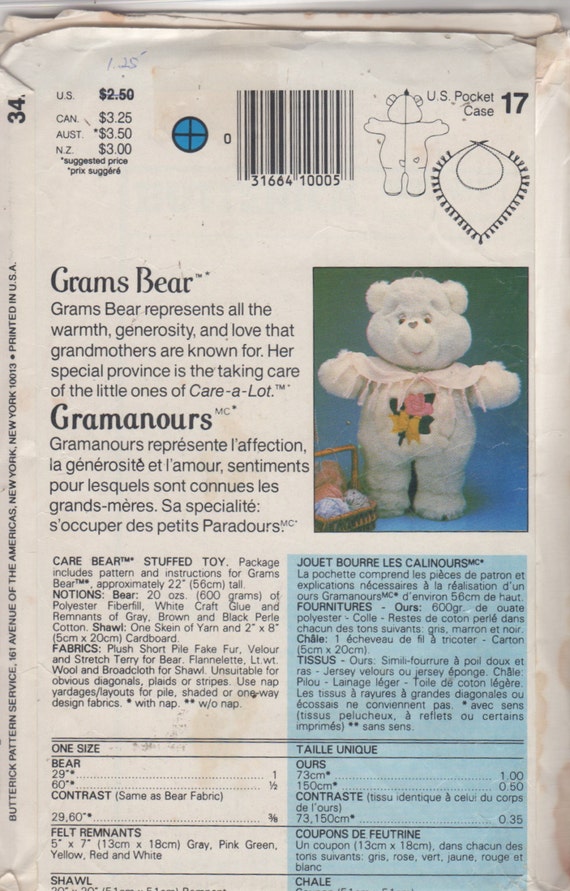 34.
1.25
U.S. $2.50
CAN. $3.25
AUST. *$3.50
N.Z. $3.00
*suggested price
*prix suggéré
0
31664 10005
U.S. Pocket
Case 17
BUTTERICK PATTERN SERVICE, 161 AVENUE OF THE AMERICAS, NEW YORK, NEW YORK 10013 • PRINTED IN U.S.A.
Grams Bear™*
Grams Bear represents all the
warmth, generosity, and love that
grandmothers are known for. Her
special province is the taking care
of the little ones of Care-a-Lot.™*
Gramanours MC*
Gramanours représente l'affection,
la générosité et l'amour, sentiments
pour lesquels sont connues les
grands-mères. Sa specialité:
s'occuper des petits Paradours.MC*
CARE BEAR™* STUFFED TOY. Package
includes pattern and instructions for Grams
Bear™*, approximately 22" (56cm) tall.
NOTIONS: Bear: 20 ozs. (600 grams) of
Polyester Fiberfill, White Craft Glue and
Remnants of Gray, Brown and Black Perle
Cotton. Shawl: One Skein of Yarn and 2" x 8"
(5cm x 20cm) Cardboard.
FABRICS: Plush Short Pile Fake Fur, Velour
and Stretch Terry for Bear. Flannelette, Lt.wt.
Wool and Broadcloth for Shawl. Unsuitable for
obvious diagonals, plaids or stripes. Use nap
yardages/layouts for pile, shaded or one-way
design fabrics. * with nap. ** w/o nap.
JOUET BOURRE LES CALINOURSMC*
La pochette comprend les pièces de patron et
explications nécessaires à la réalisation d'un
ours GramanoursMC* d'environ 56cm de haut.
FOURNITURES - Ours: 600gr. de ouate
polyester - Colle - Restes de coton perlé dans
chacun des tons suivants: gris, marron et noir.
Châle: 1 écheveau de fil à tricoter - Carton
(5cm x 20cm).
TISSUS - Ours: Simili-fourrure à poil doux et
ras - Jersey velours ou jersey éponge. Châle:
Pilou - Lainage léger - Toile de coton légère.
Les tissus à rayures à grandes diagonales ou
écossais ne conviennent pas. * avec sens
(tissus pelucheux, à reflets ou certains
imprimés) ** sans sens.
ONE SIZE
BEAR
29"* 1
60"* ½
CONTRAST (Same as Bear Fabric)
29,60"* ⅜
FELT REMNANTS
5" x 7" (13cm x 18cm) Gray, Pink Green,
Yellow, Red and White
SHAWL
TAILLE UNIQUE
OURS
73cm* 1.00
150cm* 0.50
CONTRASTE (tissu identique à celui du corps
de l'ours)
73,150cm* 0.35
COUPONS DE FEUTRINE
Un coupon (13cm x 18cm), dans chacun des
tons suivants: gris, rose, vert, jaune, rouge et
blanc
CHALE